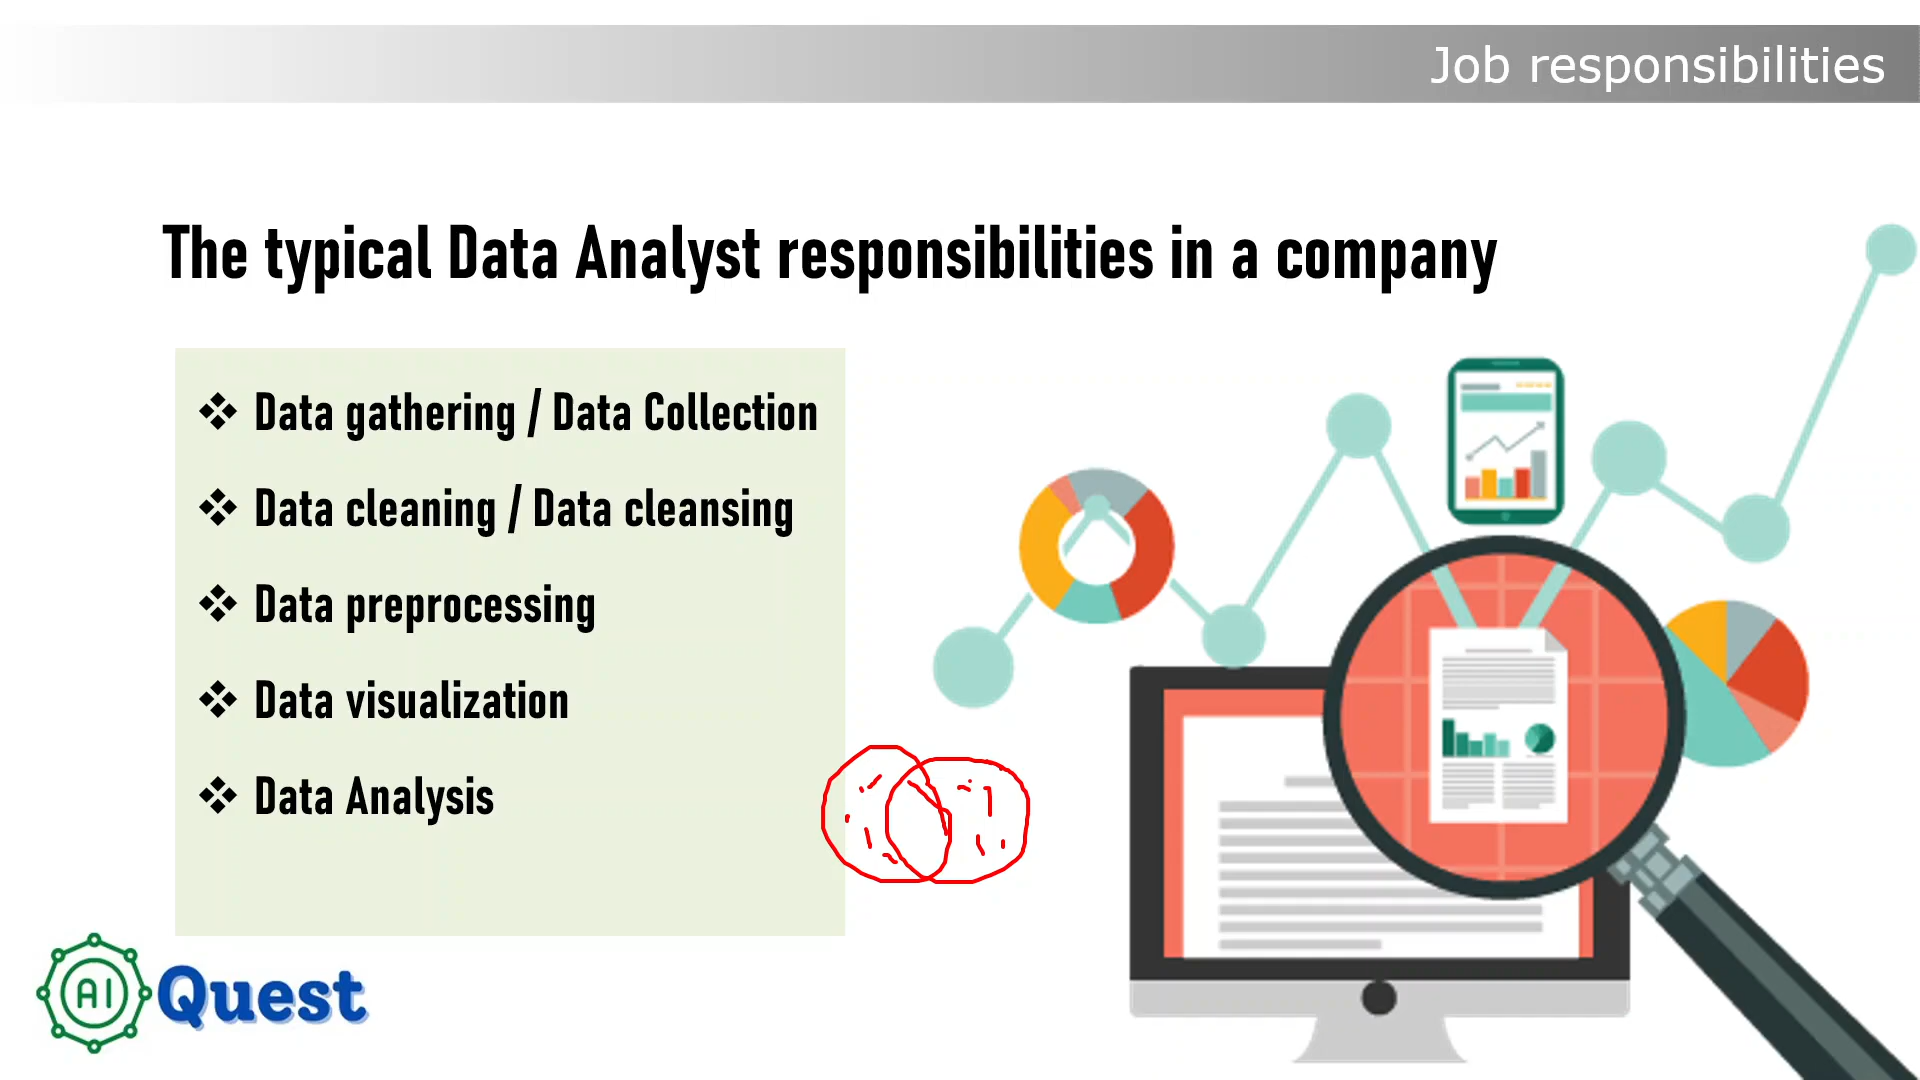 Job responsibilities
The typical Data Analyst responsibilities in a company
❖ Data gathering / Data Collection
❖ Data cleaning / Data cleansing
❖ Data preprocessing
❖ Data visualization
❖ Data Analysis
AI Quest